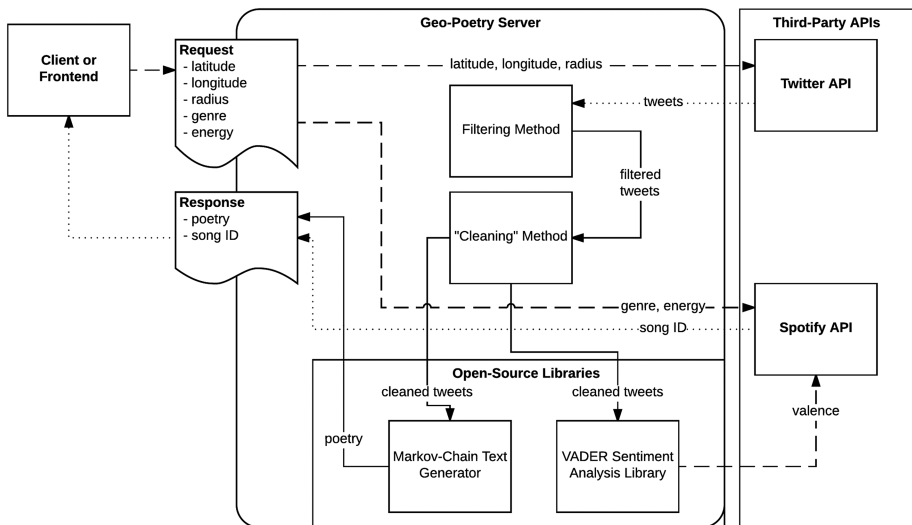 Geo-Poetry Server
Third-Party APIs
Client or
Frontend
Request
- latitude
- longitude
- radius
- genre
- energy
latitude, longitude, radius
Twitter API
tweets
Filtering Method
filtered
tweets
Response
- poetry
- song ID
"Cleaning" Method
genre, energy
song ID
Spotify API
Open-Source Libraries
cleaned tweets
cleaned tweets
valence
poetry
Markov-Chain Text
Generator
VADER Sentiment
Analysis Library